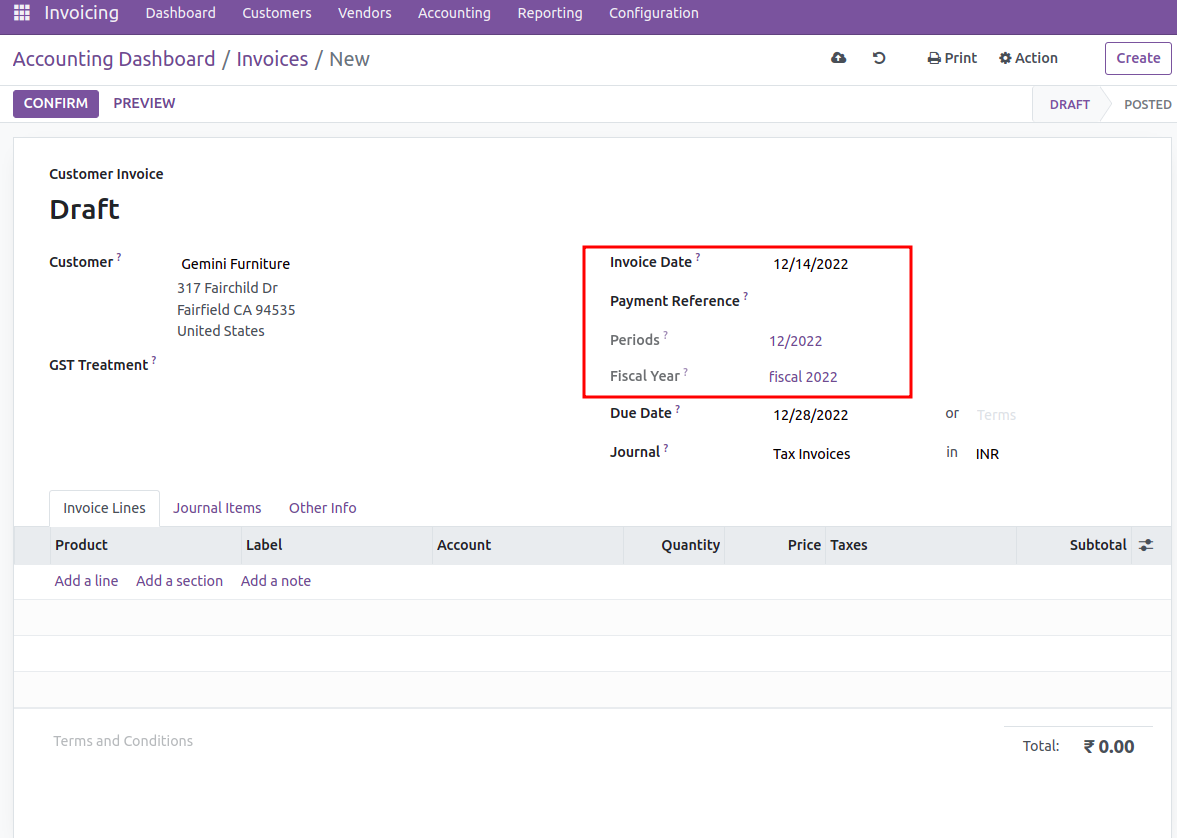 Invoicing Dashboard Customers Vendors Accounting Reporting Configuration
Accounting Dashboard / Invoices / New Print Action Create
CONFIRM PREVIEW DRAFT POSTED
Customer Invoice
Draft
Customer ? Gemini Furniture
317 Fairchild Dr
Fairfield CA 94535
United States
GST Treatment ?
Invoice Date ? 12/14/2022
Payment Reference ?
Periods ? 12/2022
Fiscal Year ? fiscal 2022
Due Date ? 12/28/2022 or Terms
Journal ? Tax Invoices in INR
Invoice Lines Journal Items Other Info
Product Label Account Quantity Price Taxes Subtotal
Add a line Add a section Add a note
Terms and Conditions
Total: ₹ 0.00